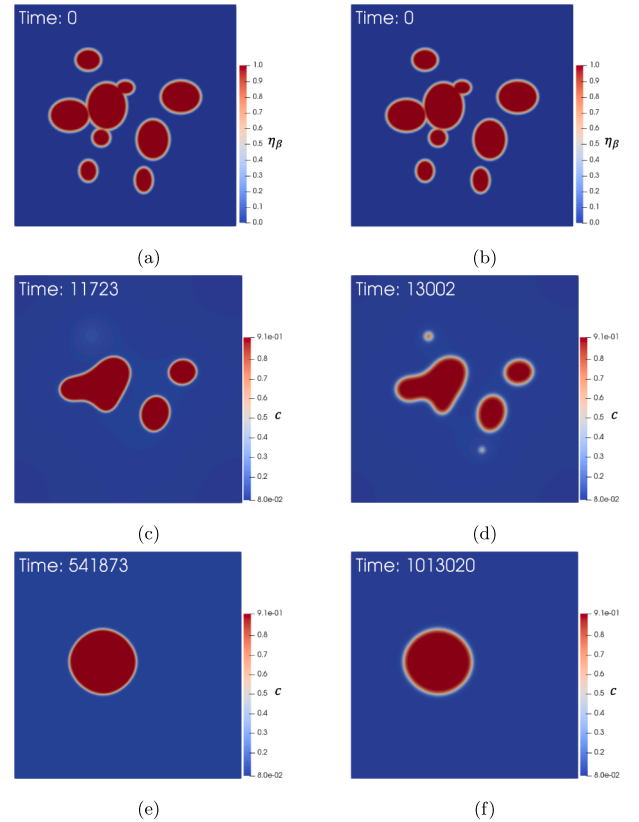 Time: 0
1.0
0.9
0.8
0.7
0.6
0.5
0.4
0.3
0.2
0.1
0.0
ηβ
(a)
Time: 0
1.0
0.9
0.8
0.7
0.6
0.5
0.4
0.3
0.2
0.1
0.0
ηβ
(b)
Time: 11723
9.1e-01
0.8
0.7
0.6
0.5
0.4
0.3
0.2
8.0e-02
c
(c)
Time: 13002
9.1e-01
0.8
0.7
0.6
0.5
0.4
0.3
0.2
8.0e-02
c
(d)
Time: 541873
9.1e-01
0.8
0.7
0.6
0.5
0.4
0.3
0.2
8.0e-02
c
(e)
Time: 1013020
9.1e-01
0.8
0.7
0.6
0.5
0.4
0.3
0.2
8.0e-02
c
(f)